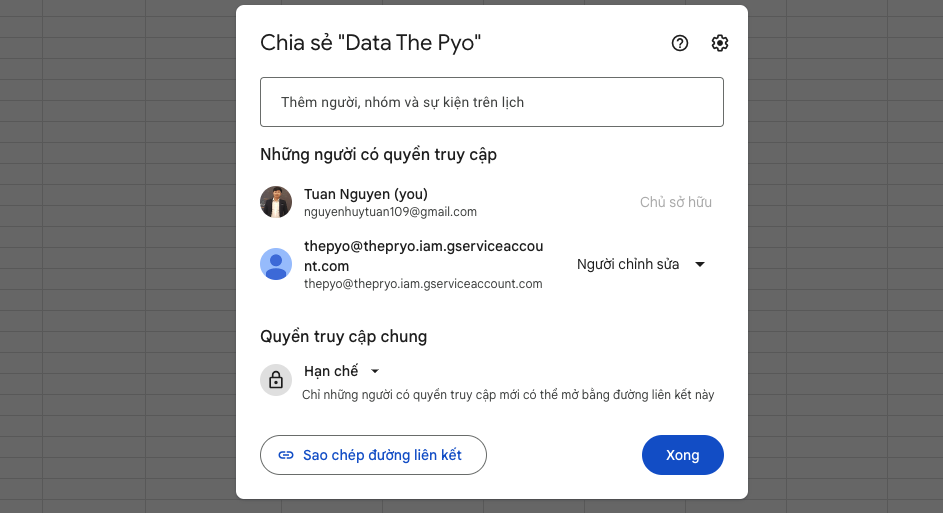 Chia sẻ "Data The Pyo"
Thêm người, nhóm và sự kiện trên lịch
Những người có quyền truy cập
Tuan Nguyen (you)
nguyenhuytuan109@gmail.com
Chủ sở hữu
thepyo@thepryo.iam.gserviceaccou
nt.com
thepyo@thepryo.iam.gserviceaccount.com
Người chỉnh sửa
Quyền truy cập chung
Hạn chế
Chỉ những người có quyền truy cập mới có thể mở bằng đường liên kết này
Sao chép đường liên kết
Xong